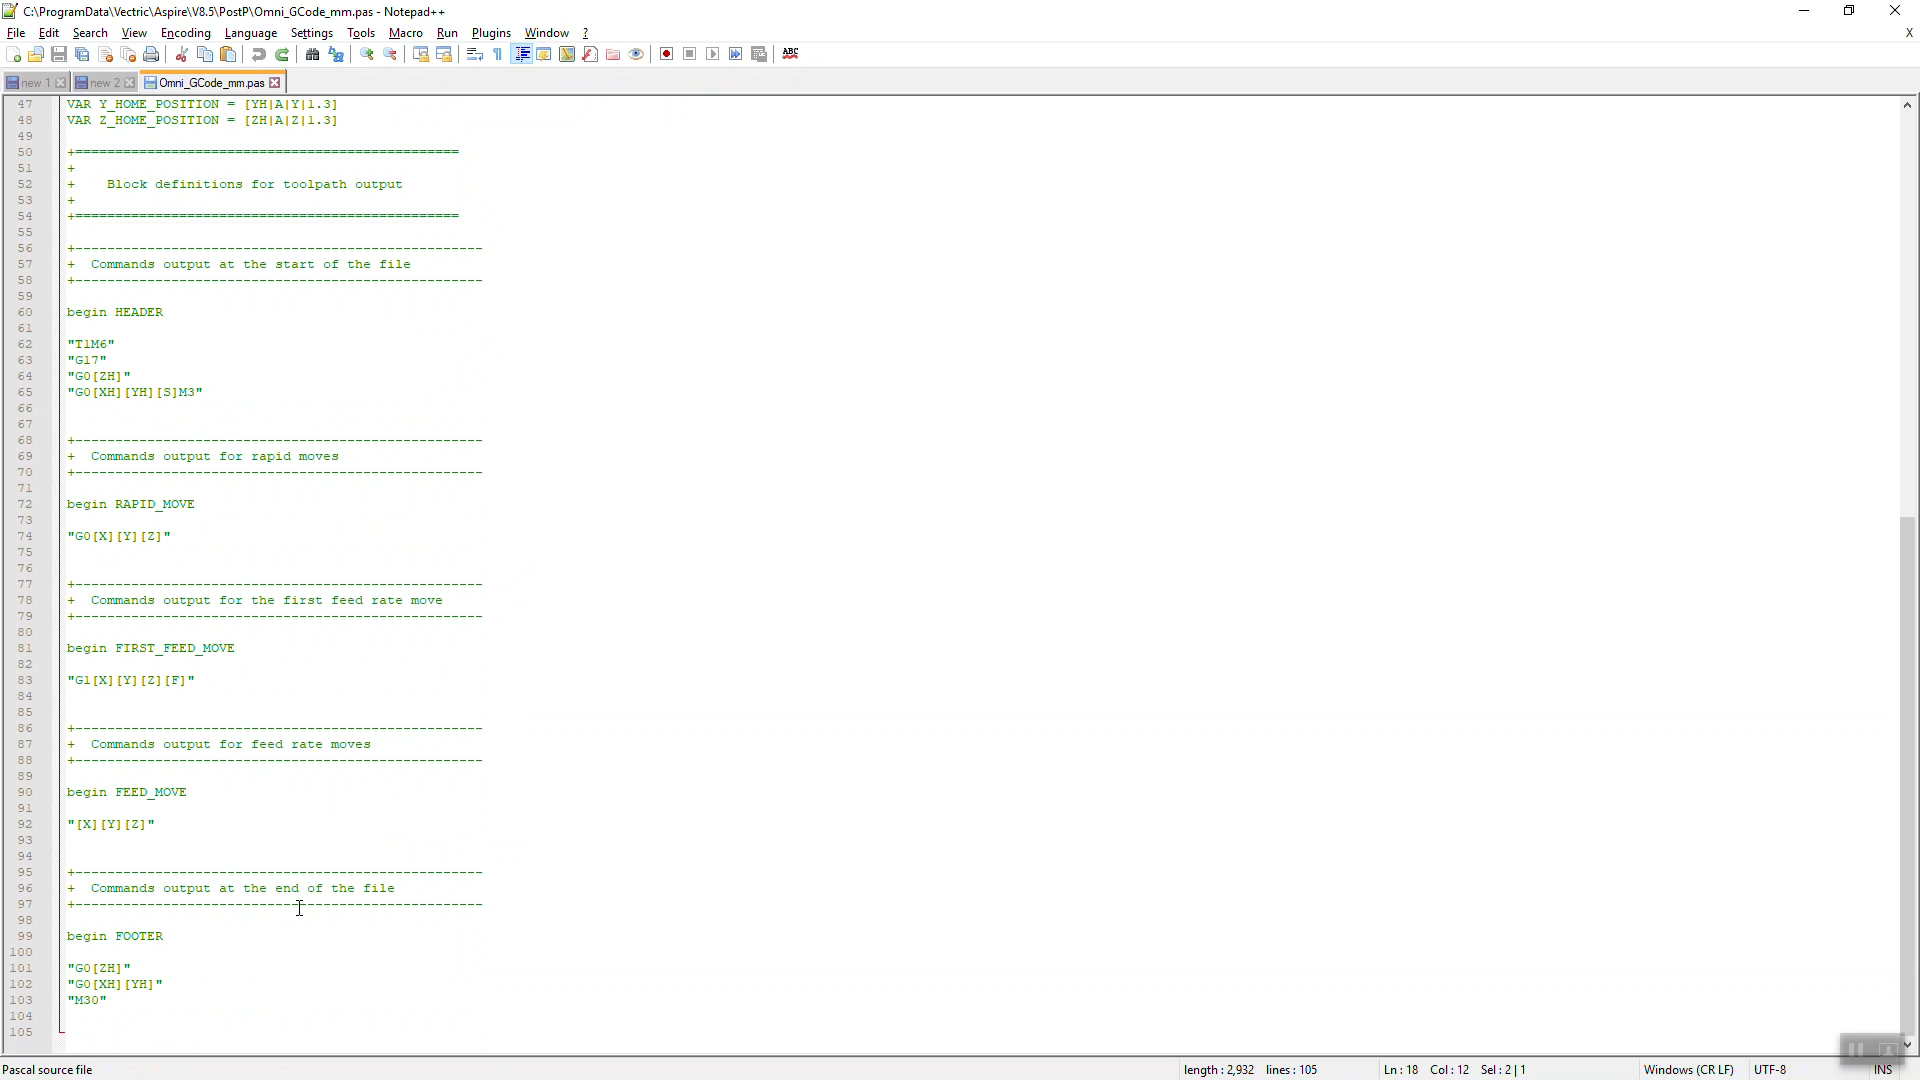 C:\ProgramData\Vectric\Aspire\V8.5\PostP\Omni_GCode_mm.pas - Notepad++
File Edit Search View Encoding Language Settings Tools Macro Run Plugins Window ? X
ABC
new 1 new 2 Omni_GCode_mm.pas
47 VAR Y_HOME_POSITION = [YH|A|Y|1.3]
48 VAR Z_HOME_POSITION = [ZH|A|Z|1.3]
49
50 +================================================
51 +
52 + Block definitions for toolpath output
53 +
54 +================================================
55
56 +---------------------------------------------------
57 + Commands output at the start of the file
58 +---------------------------------------------------
59
60 begin HEADER
61
62 "T1M6"
63 "G17"
64 "G0[ZH]"
65 "G0[XH][YH][S]M3"
66
67
68 +---------------------------------------------------
69 + Commands output for rapid moves
70 +---------------------------------------------------
71
72 begin RAPID_MOVE
73
74 "G0[X][Y][Z]"
75
76
77 +---------------------------------------------------
78 + Commands output for the first feed rate move
79 +---------------------------------------------------
80
81 begin FIRST_FEED_MOVE
82
83 "G1[X][Y][Z][F]"
84
85
86 +---------------------------------------------------
87 + Commands output for feed rate moves
88 +---------------------------------------------------
89
90 begin FEED_MOVE
91
92 "[X][Y][Z]"
93
94
95 +---------------------------------------------------
96 + Commands output at the end of the file
97 +---------------------------------------------------
98
99 begin FOOTER
100
101 "G0[ZH]"
102 "G0[XH][YH]"
103 "M30"
104
105
Pascal source file length : 2,932 lines : 105 Ln : 18 Col : 12 Sel : 2 | 1 Windows (CR LF) UTF-8 INS